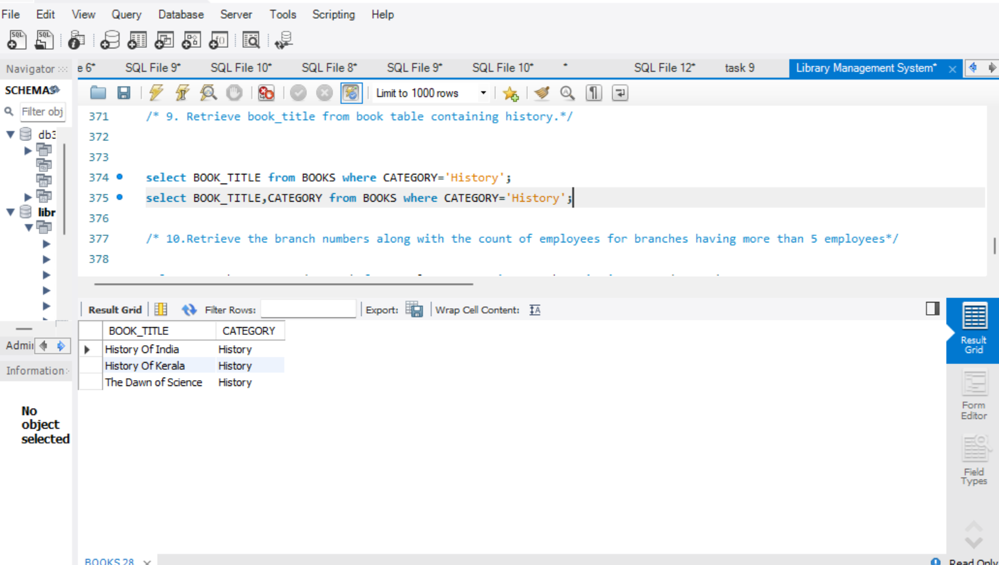 File Edit View Query Database Server Tools Scripting Help
Navigator e 6* SQL File 9* SQL File 10* SQL File 8* SQL File 9* SQL File 10* * SQL File 12* task 9 Library Management System*
SCHEMAS Limit to 1000 rows
Filter obj
db3
libr
371 /* 9. Retrieve book_title from book table containing history.*/
372
373
374 select BOOK_TITLE from BOOKS where CATEGORY='History';
375 select BOOK_TITLE,CATEGORY from BOOKS where CATEGORY='History';
376
377 /* 10.Retrieve the branch numbers along with the count of employees for branches having more than 5 employees*/
378
Result Grid Filter Rows: Export: Wrap Cell Content:
BOOK_TITLE CATEGORY
History Of India History
History Of Kerala History
The Dawn of Science History
Admin
Information
No
object
selected
Result
Grid
Form
Editor
Field
Types
BOOKS 28 Read Only